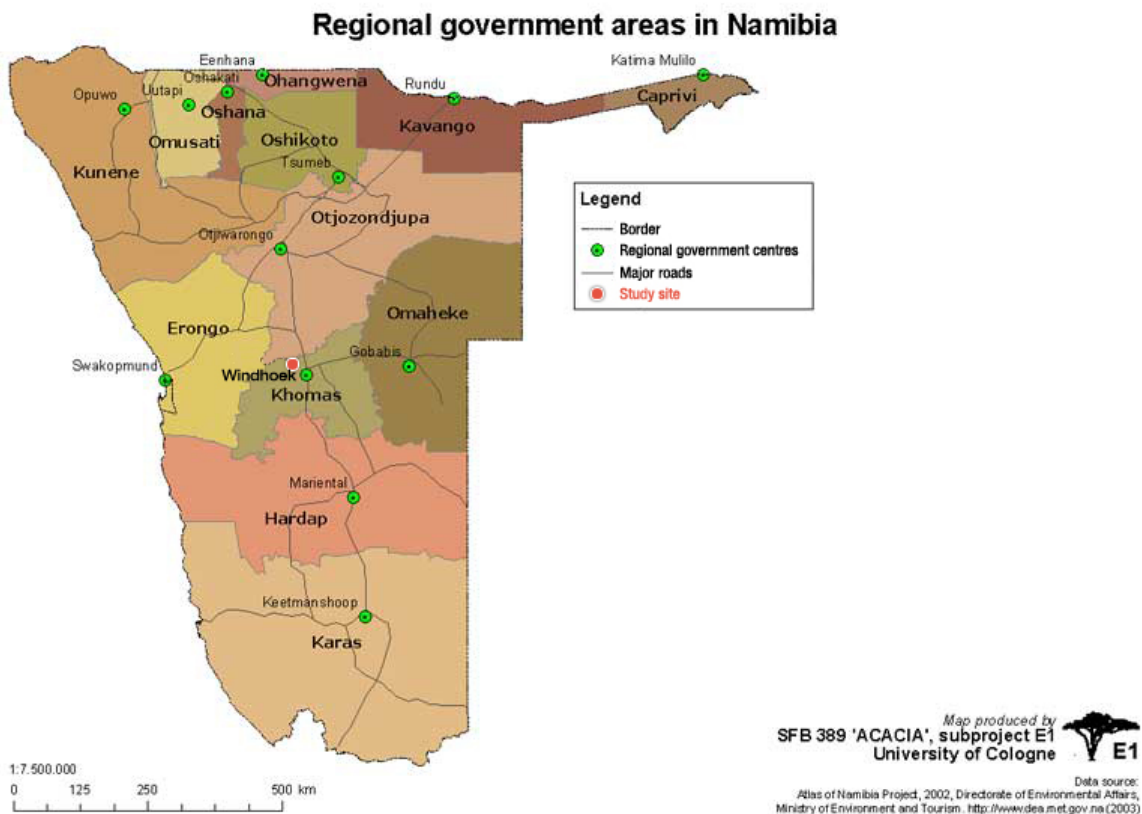 Regional government areas in Namibia
Katima Mulilo
Eenhana
Oshakati
Ohangwena
Rundu
Opuwo
Uutapi
Oshana
Caprivi
Kavango
Omusati
Oshikoto
Tsumeb
Kunene
Otjozondjupa
Otjiwarongo
Legend
Border
Regional government centres
Major roads
Study site
Omaheke
Erongo
Gobabis
Swakopmund
Windhoek
Khomas
Mariental
Hardap
Keetmanshoop
Karas
Map produced by
SFB 389 'ACACIA', subproject E1
University of Cologne
E1
1:7.500.000
0 125 250 500 km
Data source:
Atlas of Namibia Project, 2002, Directorate of Environmental Affairs,
Ministry of Environment and Tourism. http://www.dea.met.gov.na (2003)